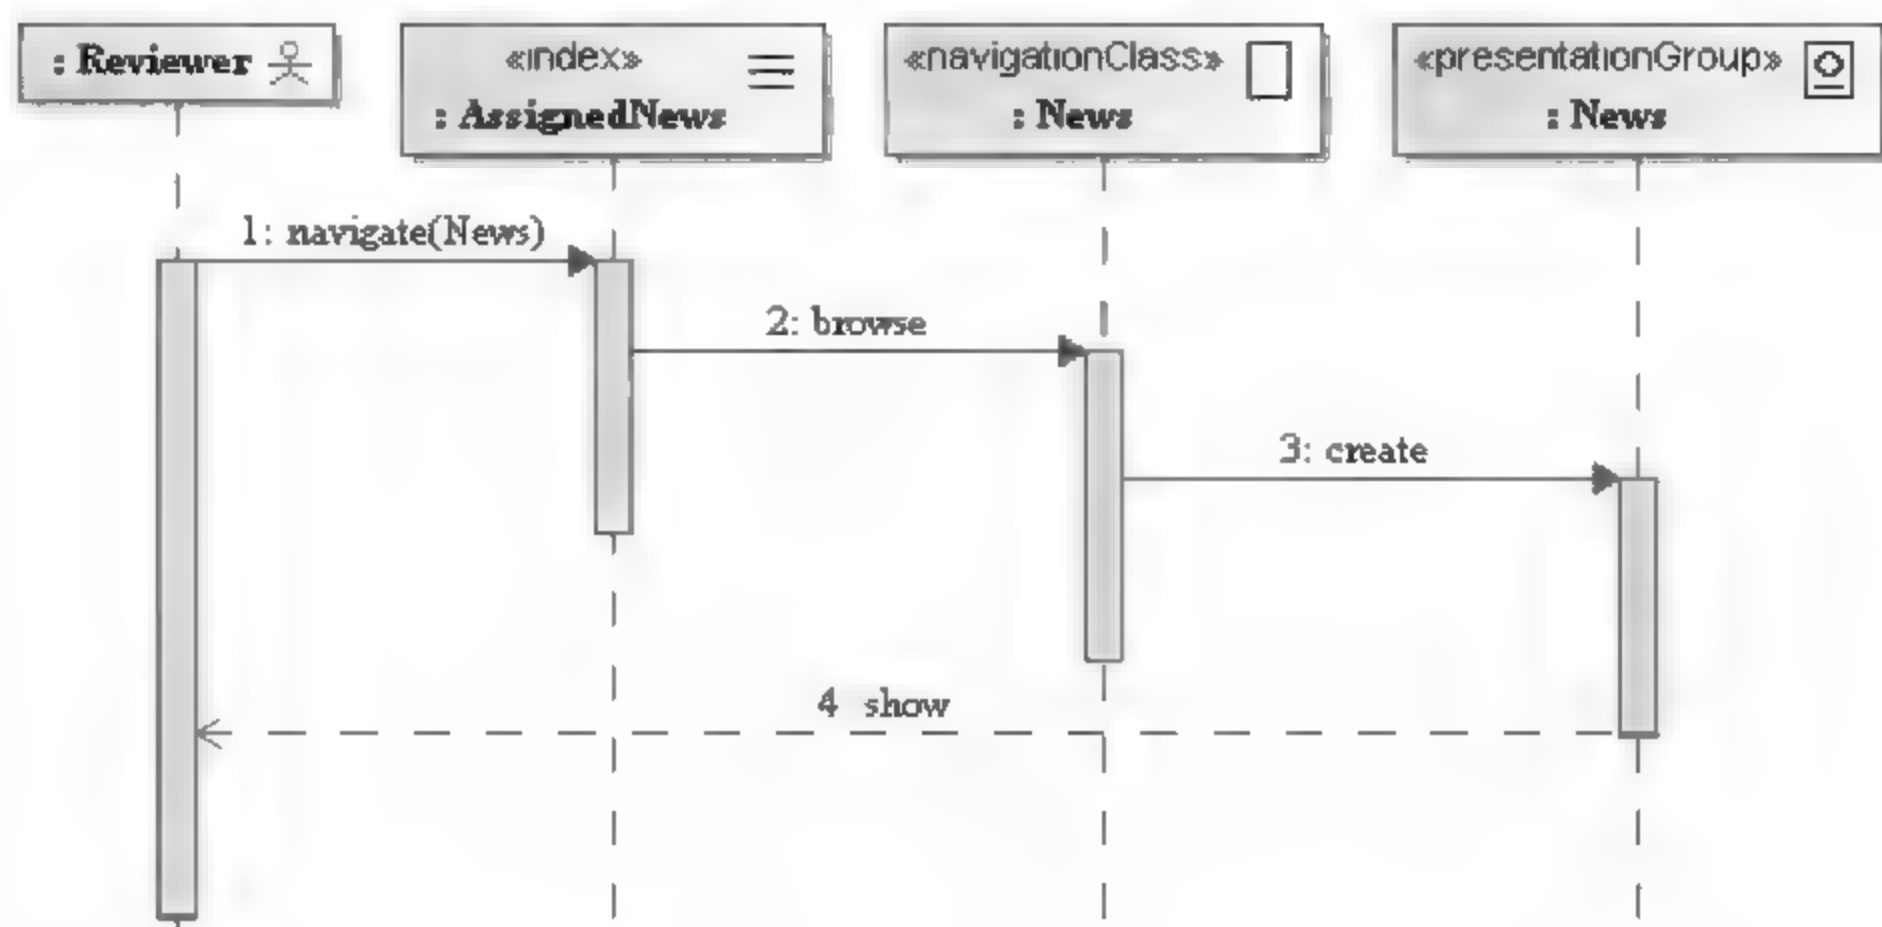 : Reviewer
«index»
: AssignedNews
«navigationClass»
: News
«presentationGroup»
: News
1: navigate(News)
2: browse
3: create
4 show